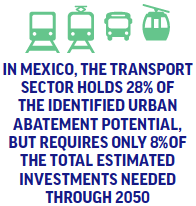 IN MEXICO, THE TRANSPORT
SECTOR HOLDS 28% OF
THE IDENTIFIED URBAN
ABATEMENT POTENTIAL,
BUT REQUIRES ONLY 8%OF
THE TOTAL ESTIMATED
INVESTMENTS NEEDED
THROUGH 2050